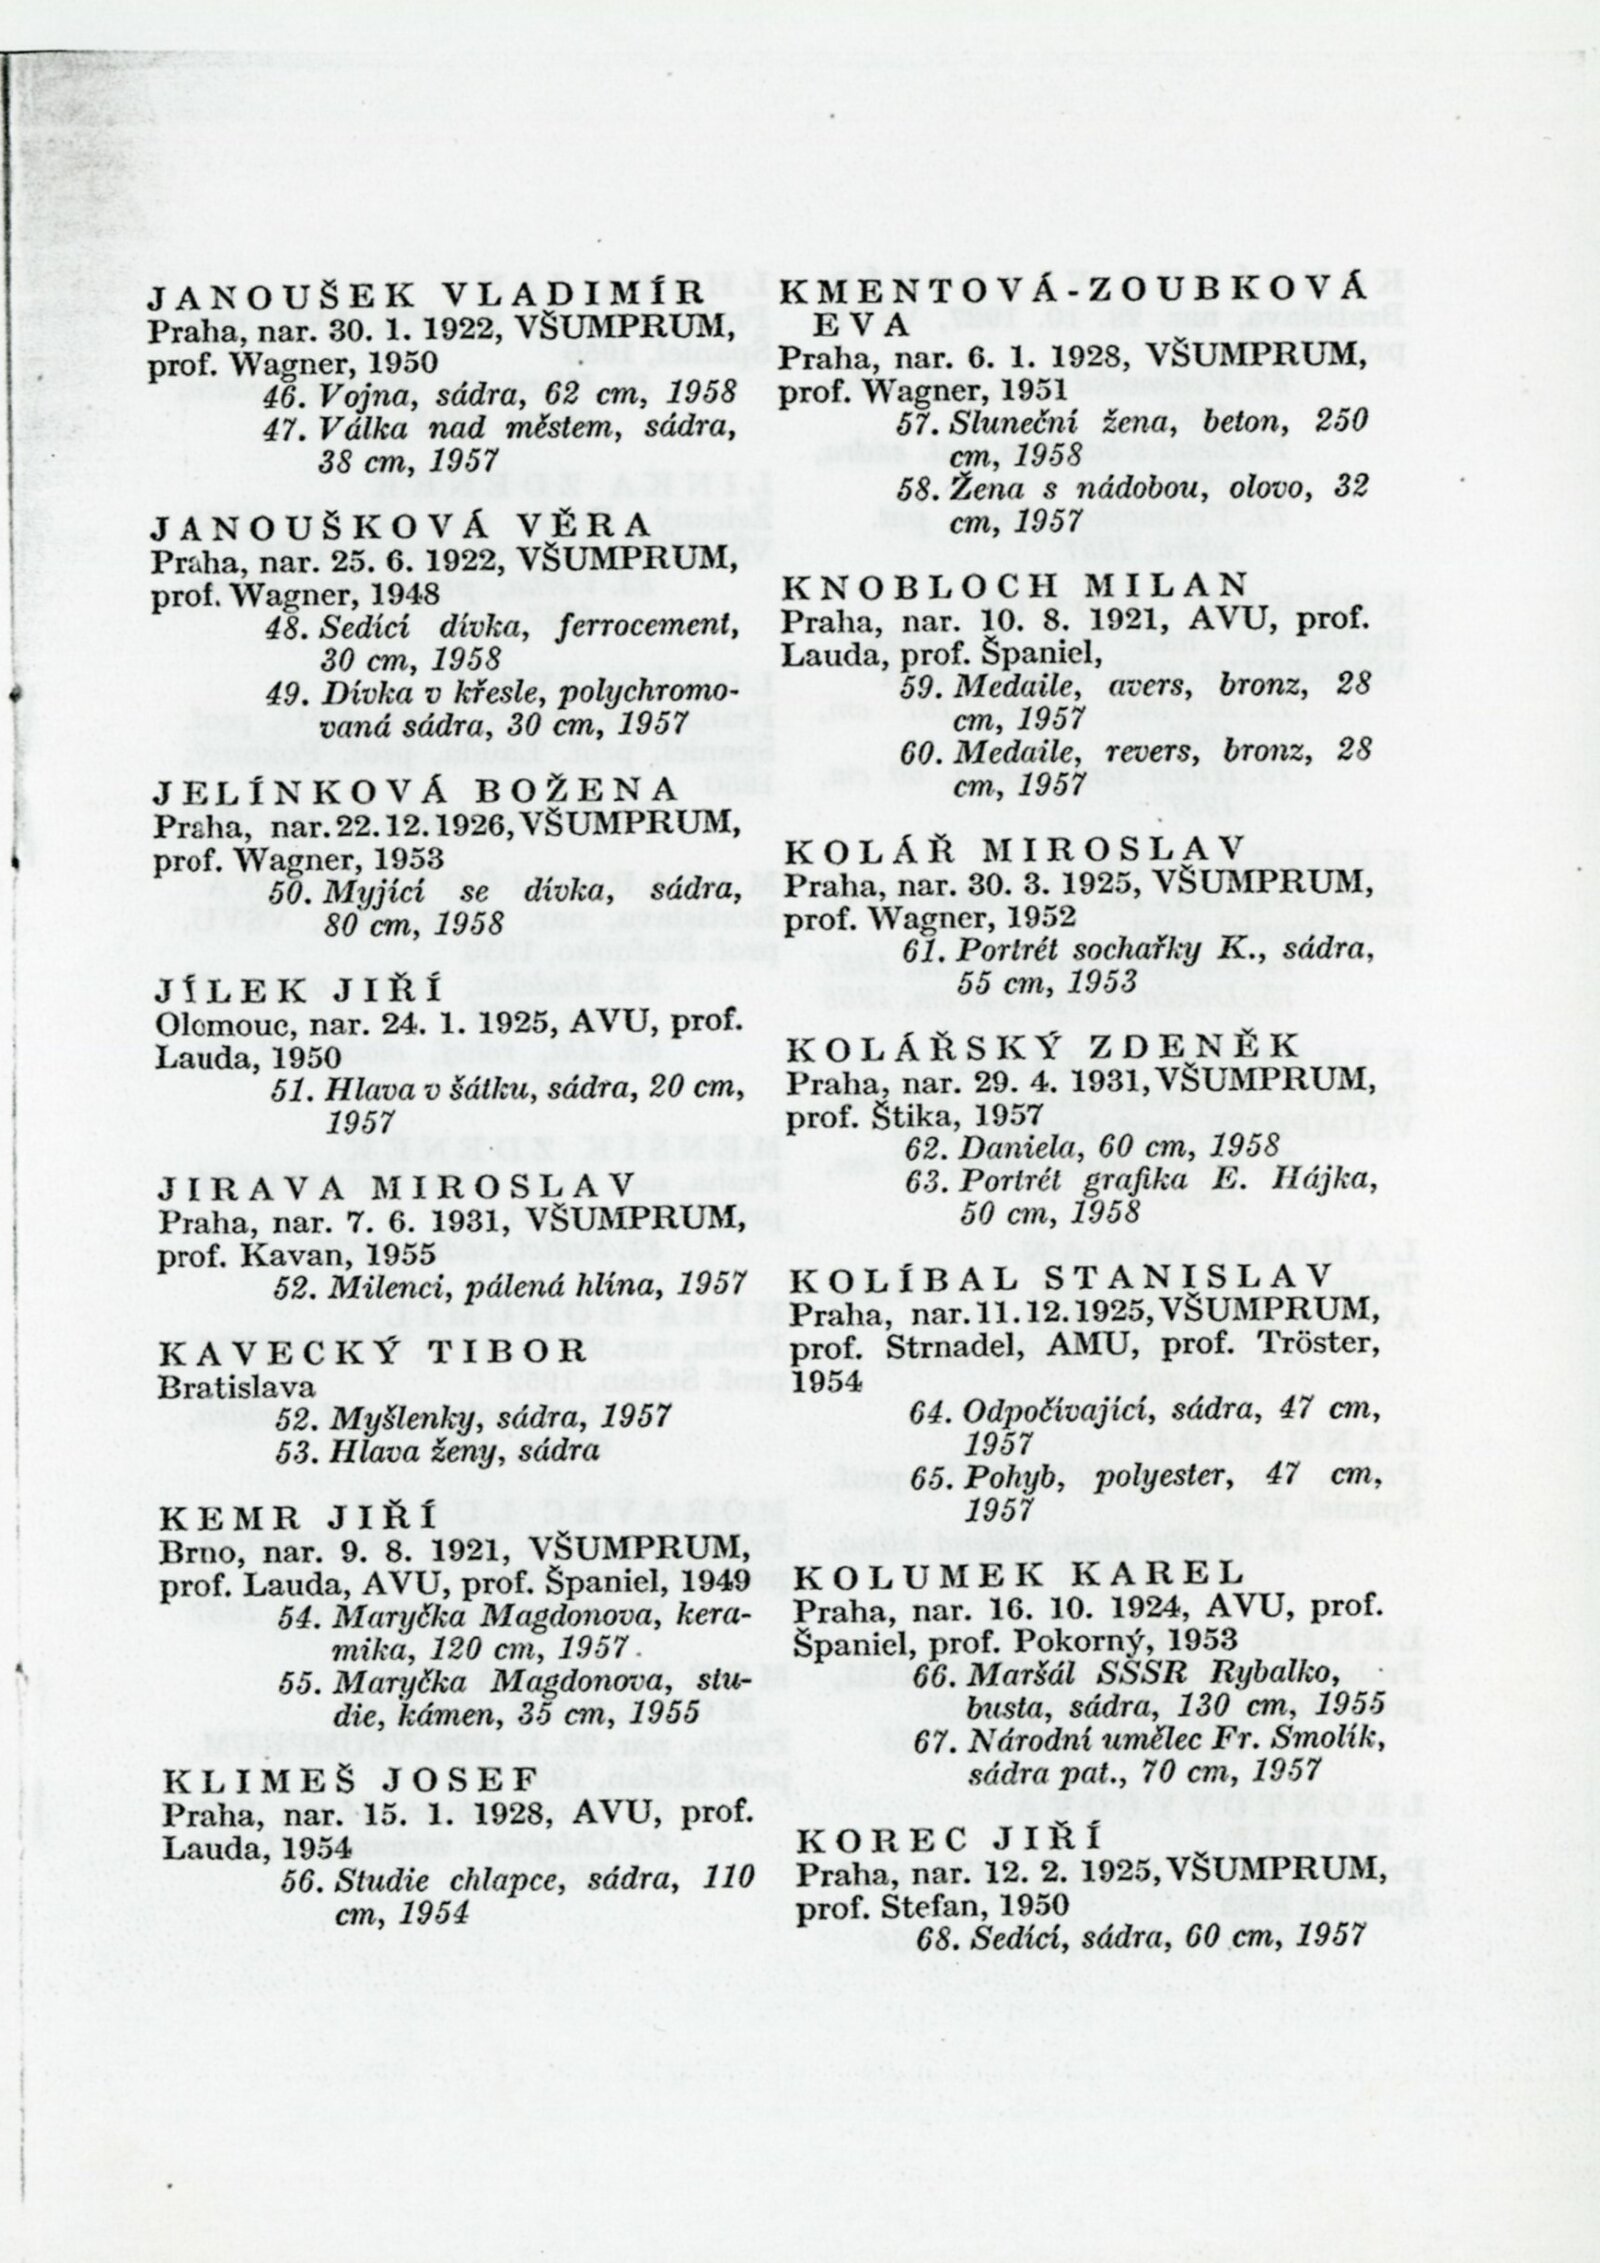 JANOUŠEK VLADIMÍR
Praha, nar. 30. 1. 1922, VŠUMPRUM,
prof. Wagner, 1950
46. Vojna, sádra, 62 cm, 1958
47. Válka nad městem, sádra,
38 cm, 1957
JANOUŠKOVÁ VĚRA
Praha, nar. 25. 6. 1922, VŠUMPRUM,
prof. Wagner, 1948
48. Sedící dívka, ferrocement,
30 cm, 1958
49. Dívka v křesle, polychromo-
vaná sádra, 30 cm, 1957
JELÍNKOVÁ BOŽENA
Praha, nar. 22. 12. 1926, VŠUMPRUM,
prof. Wagner, 1953
50. Myjící se dívka, sádra,
80 cm, 1958
JÍLEK JIŘÍ
Olomouc, nar. 24. 1. 1925, AVU, prof.
Lauda, 1950
51. Hlava v šátku, sádra, 20 cm,
1957
JIRAVA MIROSLAV
Praha, nar. 7. 6. 1931, VŠUMPRUM,
prof. Kavan, 1955
52. Milenci, pálená hlína, 1957
KAVECKÝ TIBOR
Bratislava
52. Myšlenky, sádra, 1957
53. Hlava ženy, sádra
KEMR JIŘÍ
Brno, nar. 9. 8. 1921, VŠUMPRUM,
prof. Lauda, AVU, prof. Španiel, 1949
54. Maryčka Magdonova, kera-
mika, 120 cm, 1957.
55. Maryčka Magdonova, stu-
die, kámen, 35 cm, 1955
KLIMEŠ JOSEF
Praha, nar. 15. 1. 1928, AVU, prof.
Lauda, 1954
56. Studie chlapce, sádra, 110
cm, 1954
KMENTOVÁ-ZOUBKOVÁ
EVA
Praha, nar. 6. 1. 1928, VŠUMPRUM,
prof. Wagner, 1951
57. Sluneční žena, beton, 250
cm, 1958
58. Žena s nádobou, olovo, 32
cm, 1957
KNOBLOCH MILAN
Praha, nar. 10. 8. 1921, AVU, prof.
Lauda, prof. Španiel,
59. Medaile, avers, bronz, 28
cm, 1957
60. Medaile, revers, bronz, 28
cm, 1957
KOLÁŘ MIROSLAV
Praha, nar. 30. 3. 1925, VŠUMPRUM,
prof. Wagner, 1952
61. Portrét sochařky K., sádra,
55 cm, 1953
KOLÁŘSKÝ ZDENĚK
Praha, nar. 29. 4. 1931, VŠUMPRUM,
prof. Štika, 1957
62. Daniela, 60 cm, 1958
63. Portrét grafika E. Hájka,
50 cm, 1958
KOLÍBAL STANISLAV
Praha, nar. 11. 12. 1925, VŠUMPRUM,
prof. Strnadel, AMU, prof. Tröster,
1954
64. Odpočívající, sádra, 47 cm,
1957
65. Pohyb, polyester, 47 cm,
1957
KOLUMEK KAREL
Praha, nar. 16. 10. 1924, AVU, prof.
Španiel, prof. Pokorný, 1953
66. Maršál SSSR Rybalko,
busta, sádra, 130 cm, 1955
67. Národní umělec Fr. Smolík,
sádra pat., 70 cm, 1957
KOREC JIŘÍ
Praha, nar. 12. 2. 1925, VŠUMPRUM,
prof. Stefan, 1950
68. Sedící, sádra, 60 cm, 1957